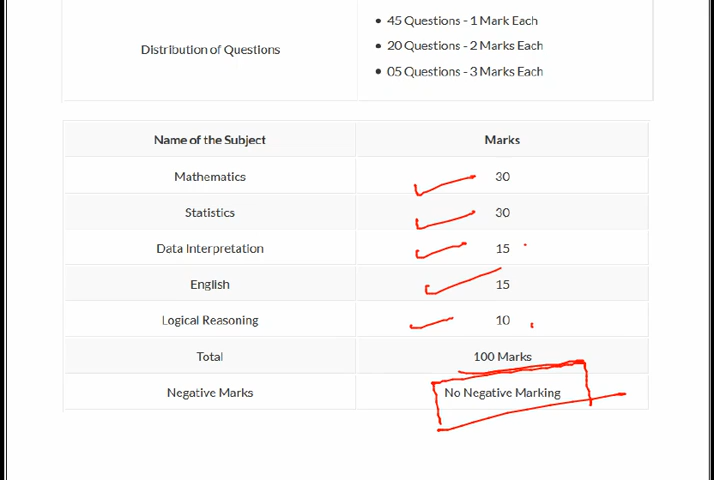 Distribution of Questions
• 45 Questions - 1 Mark Each
• 20 Questions - 2 Marks Each
• 05 Questions - 3 Marks Each
Name of the Subject Marks
Mathematics 30
Statistics 30
Data Interpretation 15
English 15
Logical Reasoning 10
Total 100 Marks
Negative Marks No Negative Marking